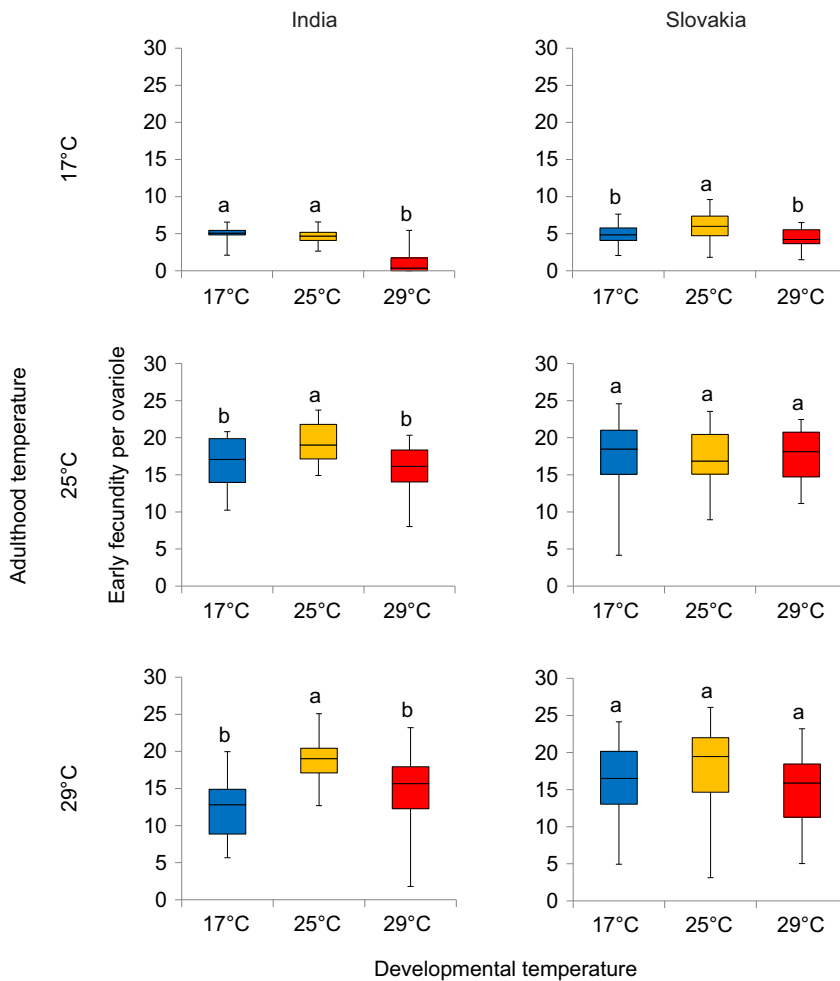 India
Slovakia
Adulthood temperature
17°C
25°C
29°C
Early fecundity per ovariole
30
25
20
15
10
5
0
a
a
b
17°C 25°C 29°C
30
25
20
15
10
5
0
b
a
b
17°C 25°C 29°C
30
25
20
15
10
5
0
b
a
b
17°C 25°C 29°C
30
25
20
15
10
5
0
a
a
a
17°C 25°C 29°C
30
25
20
15
10
5
0
b
a
b
17°C 25°C 29°C
30
25
20
15
10
5
0
a
a
a
17°C 25°C 29°C
Developmental temperature